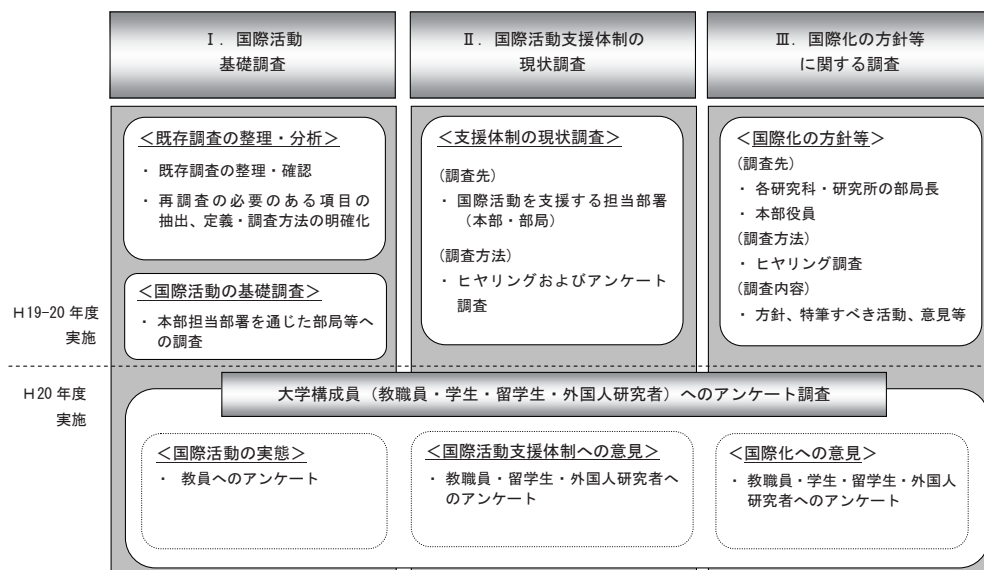 Ⅰ．国際活動
基礎調査
Ⅱ．国際活動支援体制の
現状調査
Ⅲ．国際化の方針等
に関する調査
＜既存調査の整理・分析＞
・ 既存調査の整理・確認
・ 再調査の必要のある項目の
抽出、定義・調査方法の明確化
＜国際活動の基礎調査＞
・ 本部担当部署を通じた部局等へ
の調査
＜支援体制の現状調査＞
(調査先)
・ 国際活動を支援する担当部署
（本部・部局）
(調査方法)
・ ヒヤリングおよびアンケート
調査
＜国際化の方針等＞
(調査先)
・ 各研究科・研究所の部局長
・ 本部役員
(調査方法)
・ ヒヤリング調査
(調査内容)
・ 方針、特筆すべき活動、意見等
H19-20 年度
実施
H20 年度
実施
大学構成員（教職員・学生・留学生・外国人研究者）へのアンケート調査
＜国際活動の実態＞
・ 教員へのアンケート
＜国際活動支援体制への意見＞
・ 教職員・留学生・外国人研究者へ
のアンケート
＜国際化への意見＞
・ 教職員・学生・留学生・外国人
研究者へのアンケート